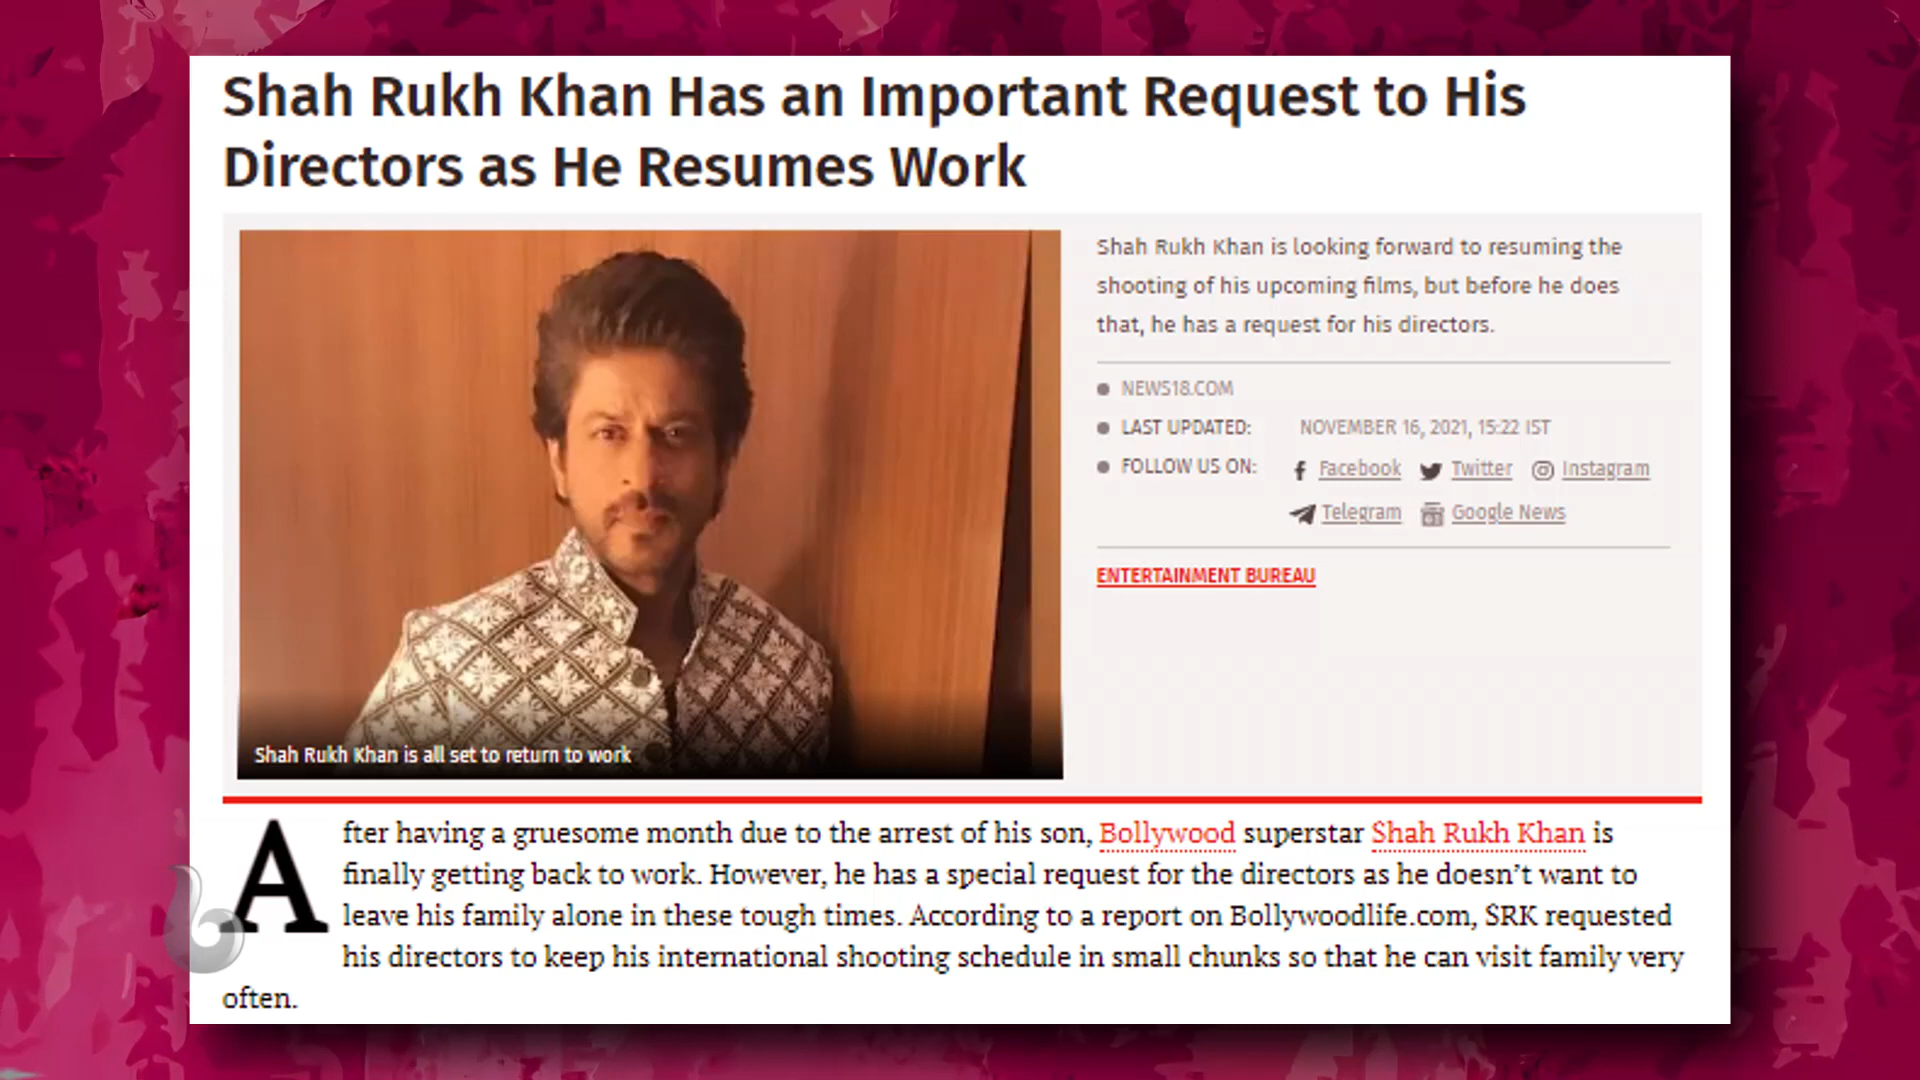 Shah Rukh Khan Has an Important Request to His
Directors as He Resumes Work
Shah Rukh Khan is all set to return to work
Shah Rukh Khan is looking forward to resuming the
shooting of his upcoming films, but before he does
that, he has a request for his directors.
NEWS18.COM
LAST UPDATED: NOVEMBER 16, 2021, 15:22 IST
FOLLOW US ON: Facebook Twitter Instagram
Telegram Google News
ENTERTAINMENT BUREAU
After having a gruesome month due to the arrest of his son, Bollywood superstar Shah Rukh Khan is
finally getting back to work. However, he has a special request for the directors as he doesn’t want to
leave his family alone in these tough times. According to a report on Bollywoodlife.com, SRK requested
his directors to keep his international shooting schedule in small chunks so that he can visit family very
often.